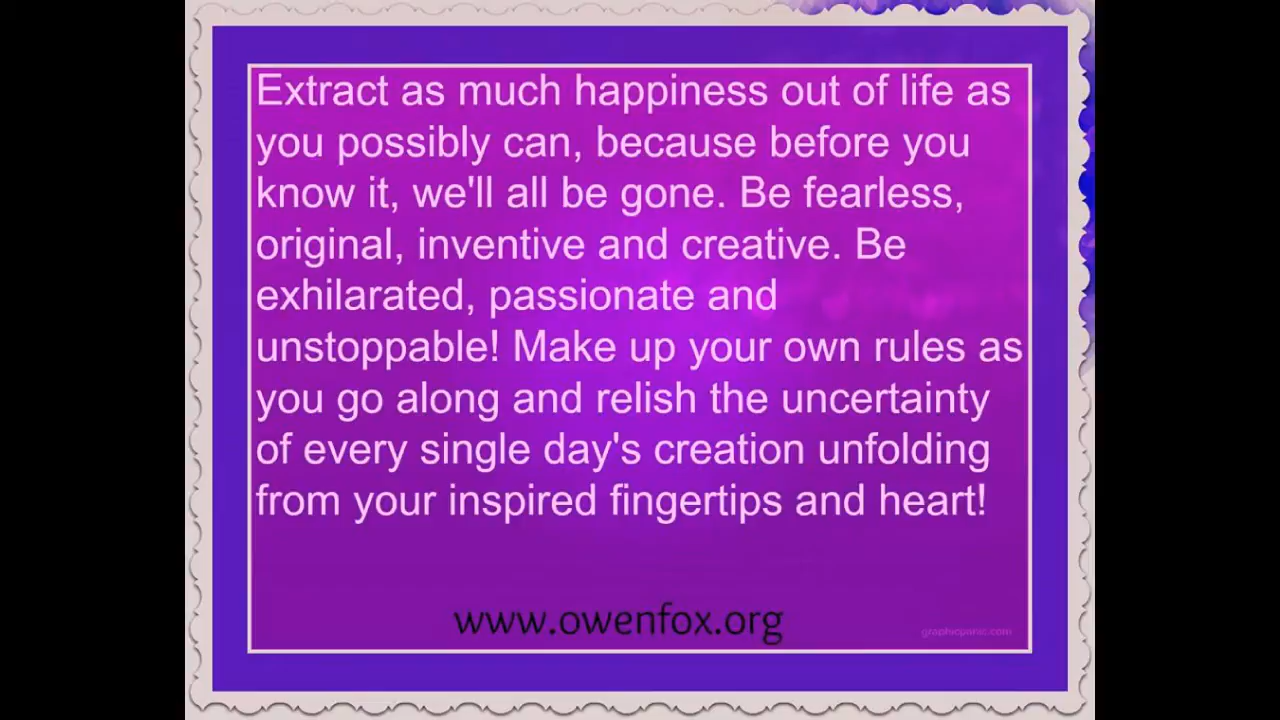 Extract as much happiness out of life as
you possibly can, because before you
know it, we'll all be gone. Be fearless,
original, inventive and creative. Be
exhilarated, passionate and
unstoppable! Make up your own rules as
you go along and relish the uncertainty
of every single day's creation unfolding
from your inspired fingertips and heart!
www.owenfox.org
graphicpanic.com